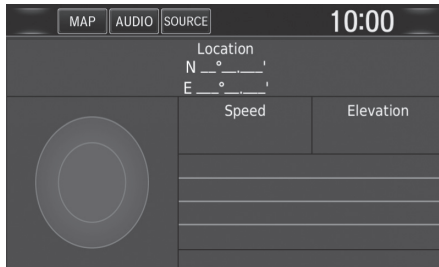 MAP AUDIO SOURCE 10:00
Location
N __°__.___'
E ___°__.___'
Speed Elevation